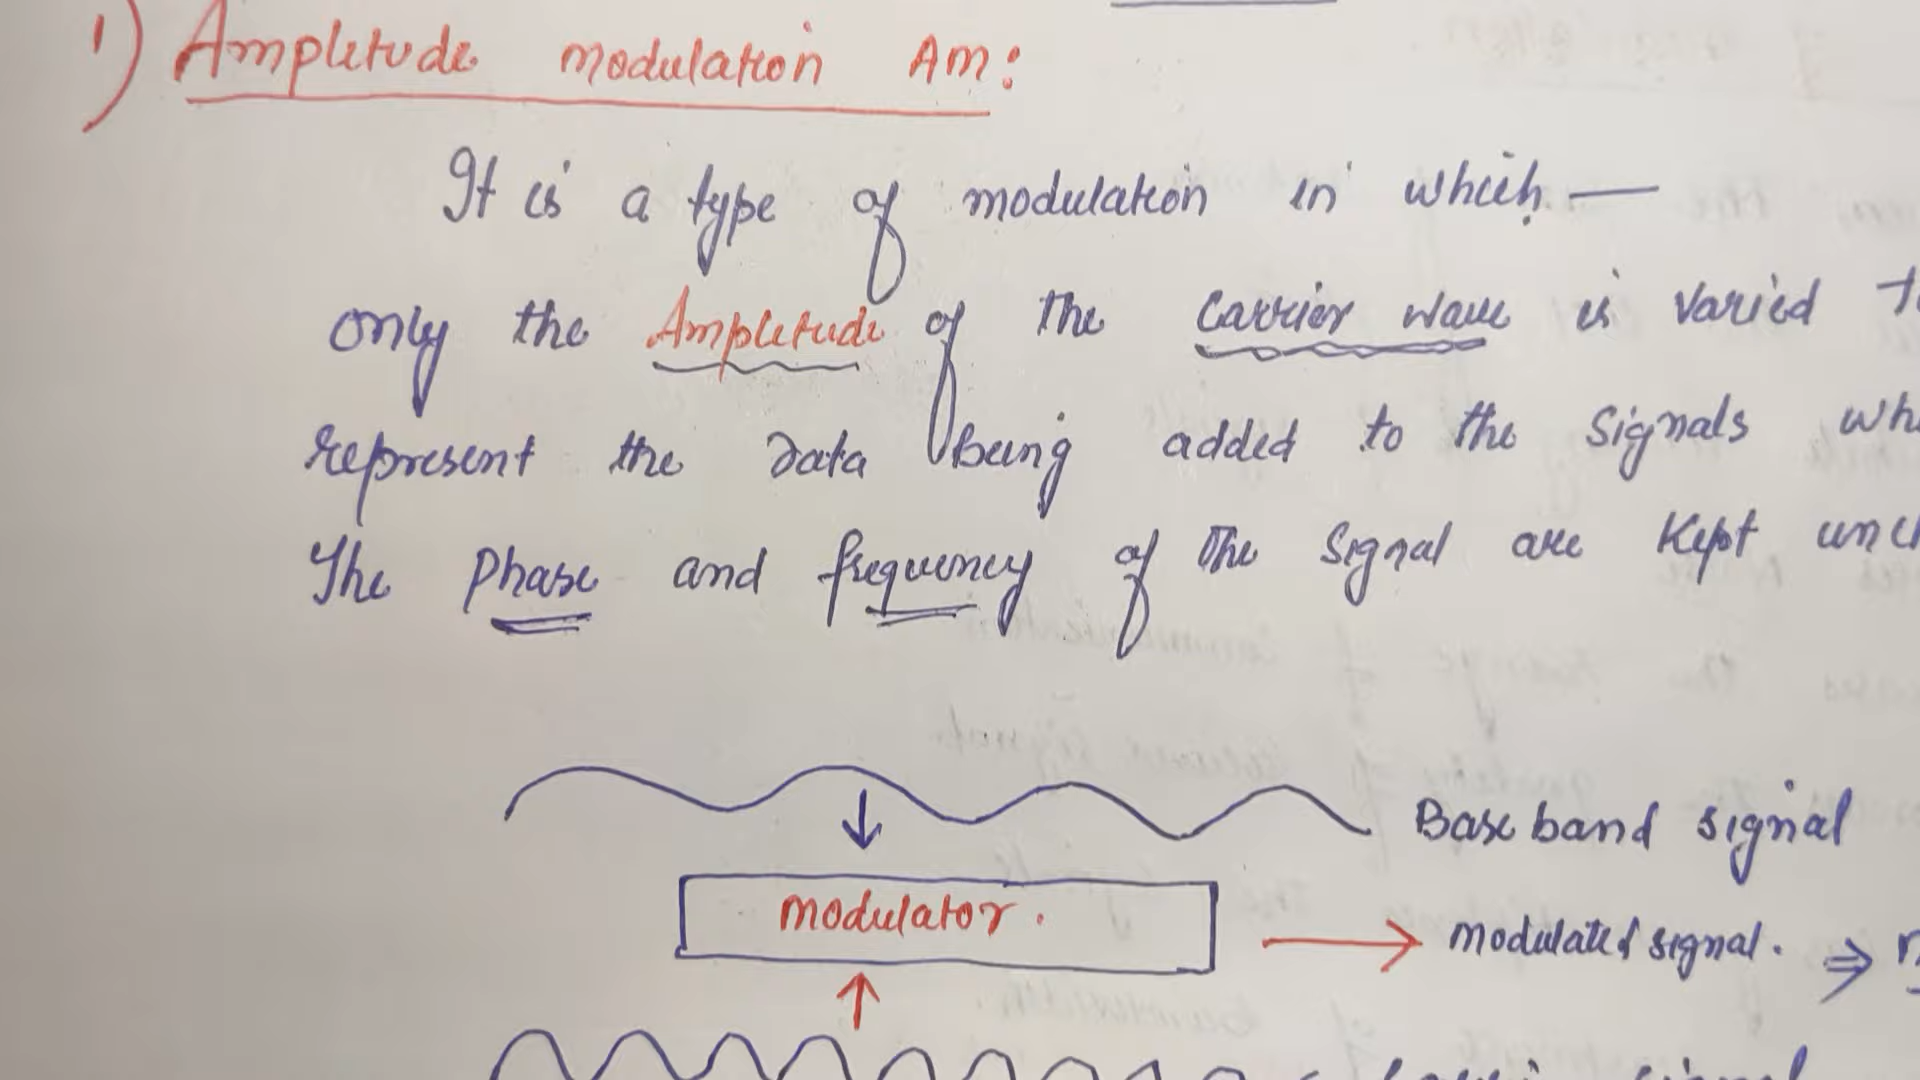 1) Amplitude modulation AM:
It is a type of modulation in which —
only the Amplitude of the carrier wave is varied
represent the data being added to the signals
The phase and frequency of the signal are kept
Baseband signal
modulator.
modulated signal. ⇒
signal